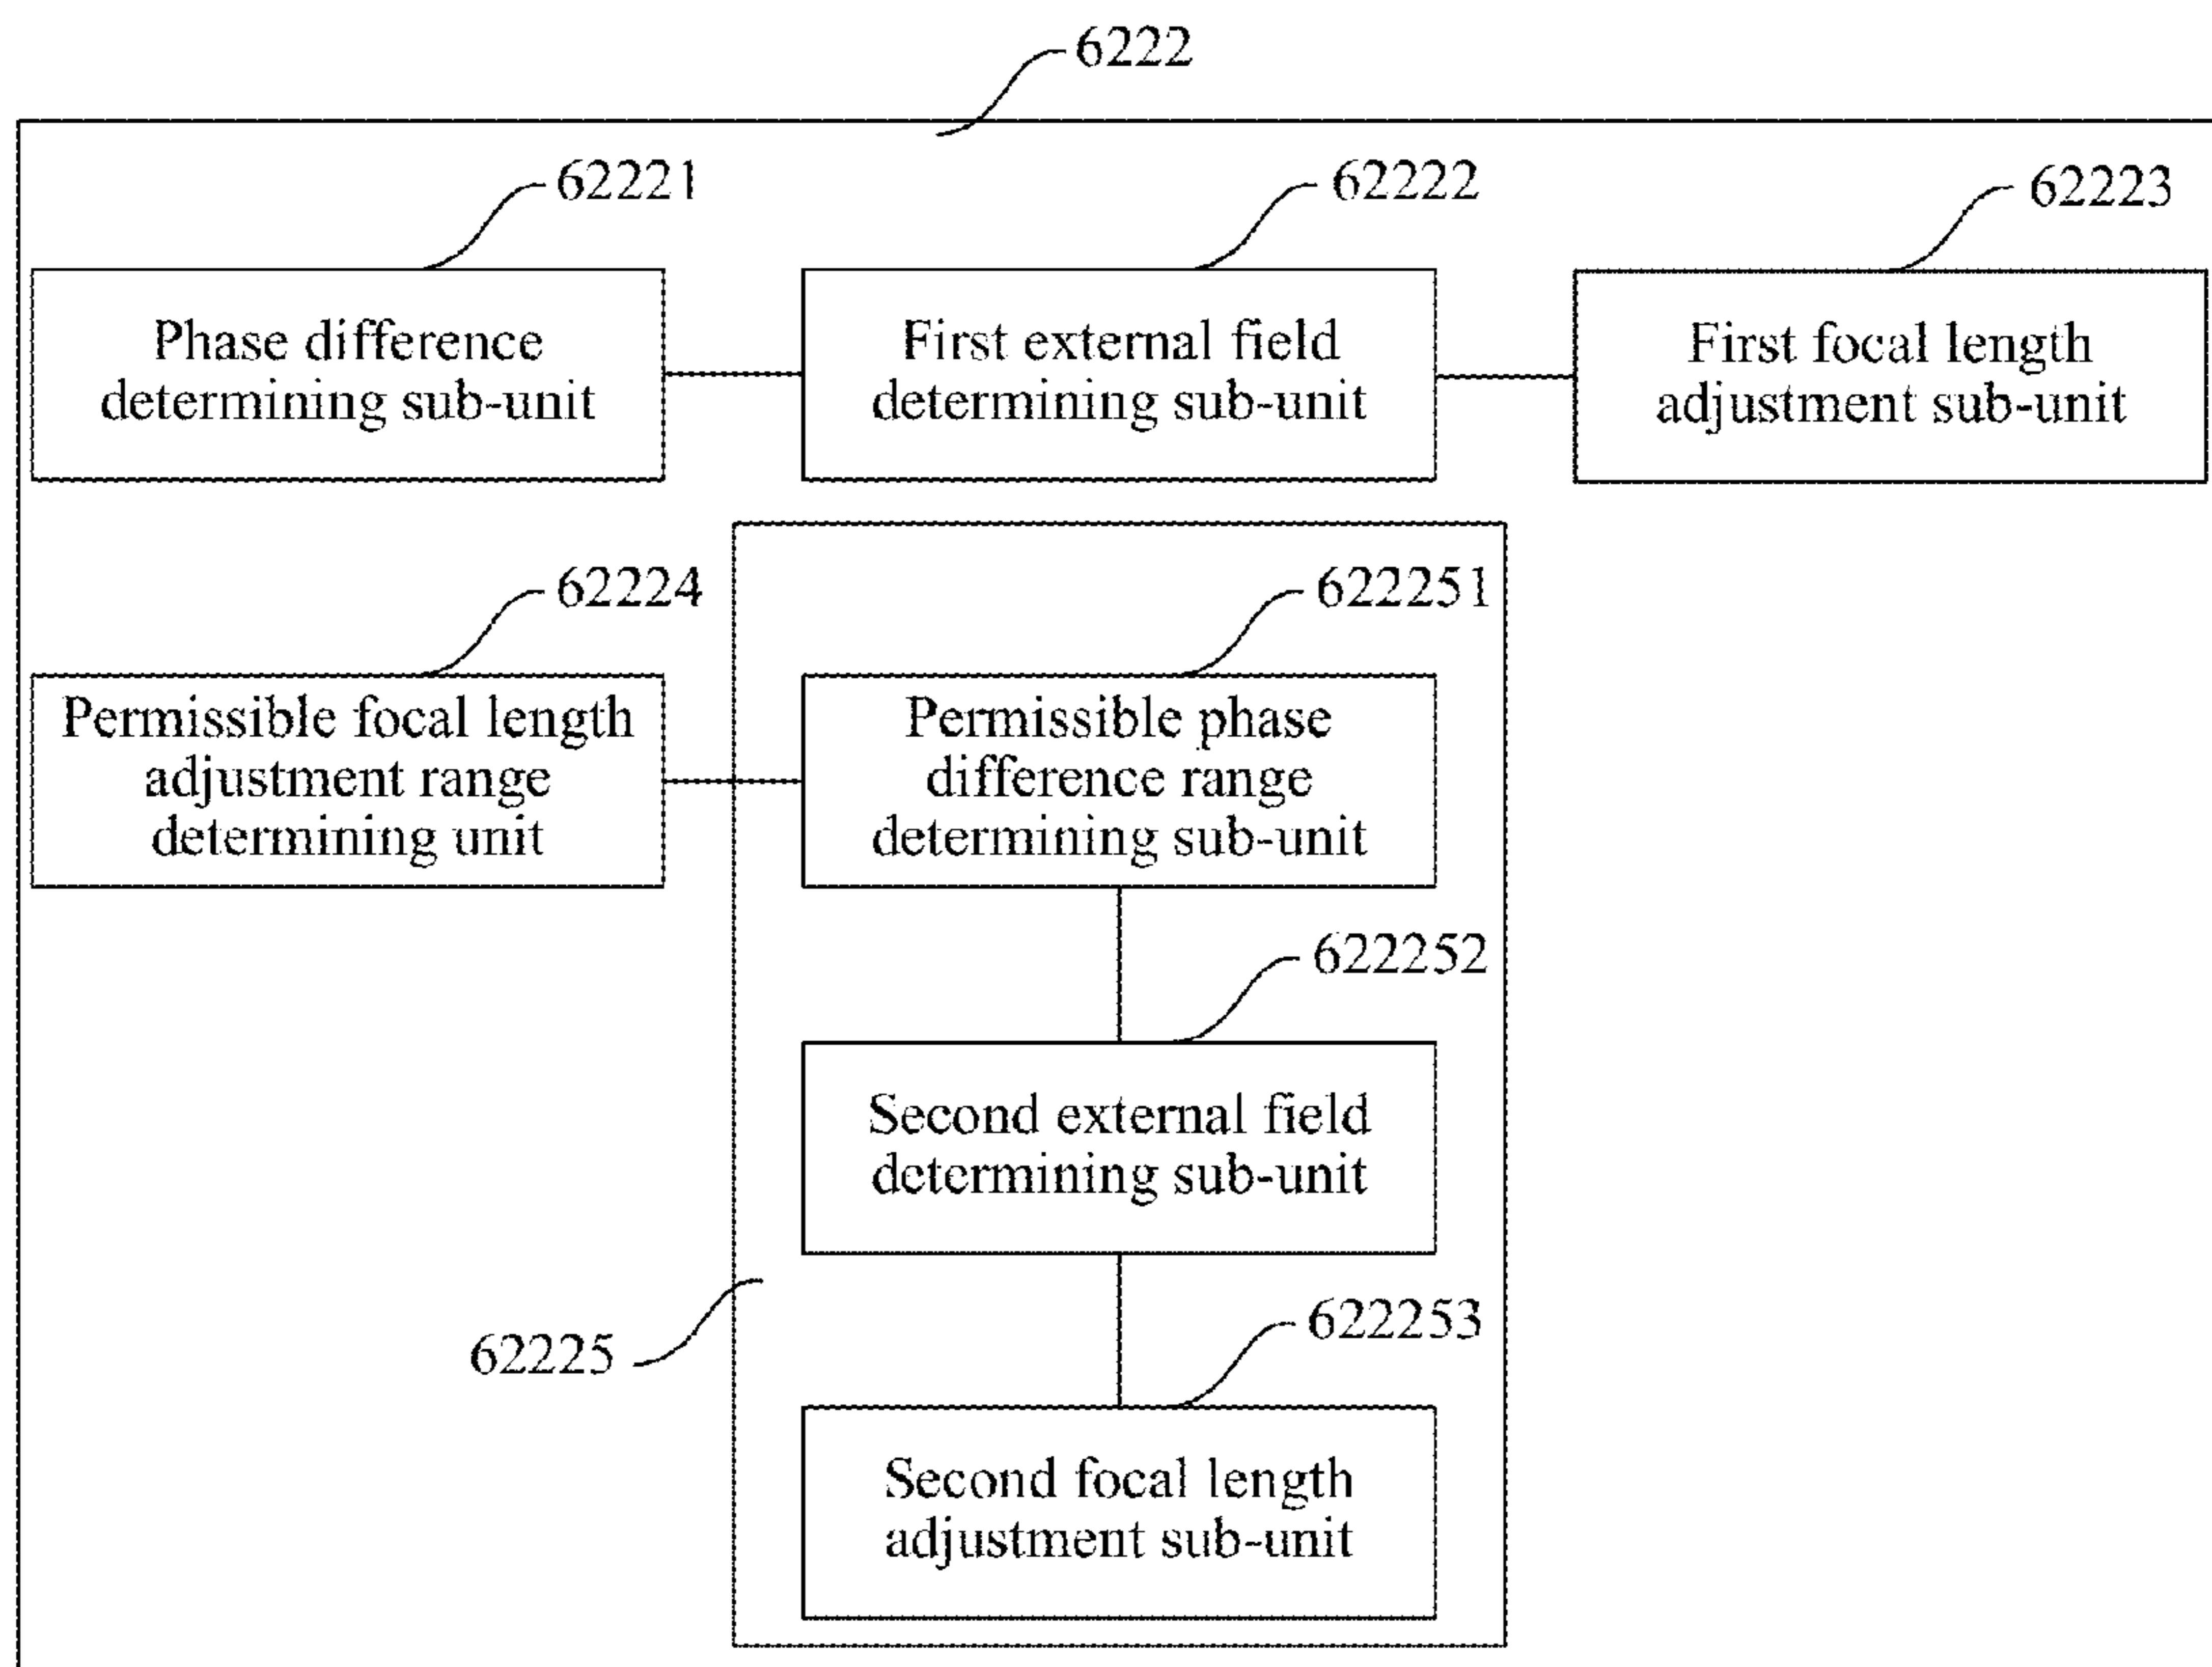 6222
62221
62222
62223
Phase difference
determining sub-unit
First external field
determining sub-unit
First focal length
adjustment sub-unit
62224
622251
Permissible focal length
adjustment range
determining unit
Permissible phase
difference range
determining sub-unit
622252
Second external field
determining sub-unit
62225
622253
Second focal length
adjustment sub-unit